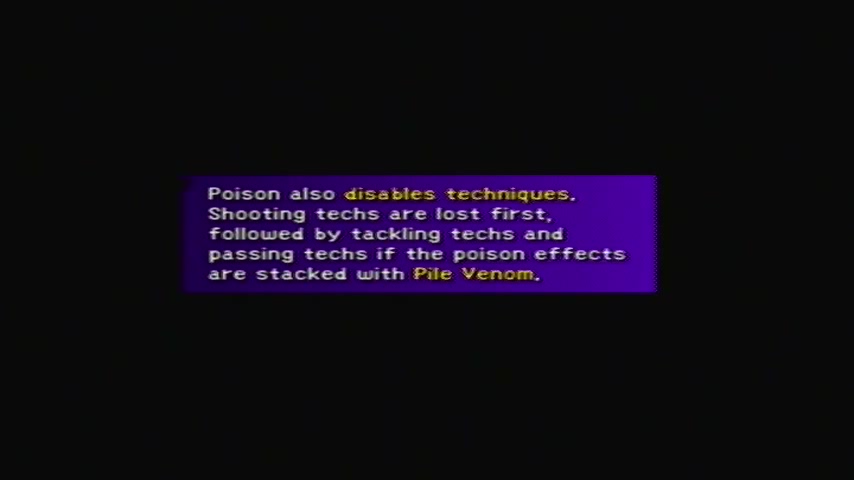 Poison also disables techniques.
Shooting techs are lost first,
followed by tackling techs and
passing techs if the poison effects
are stacked with Pile Venom.